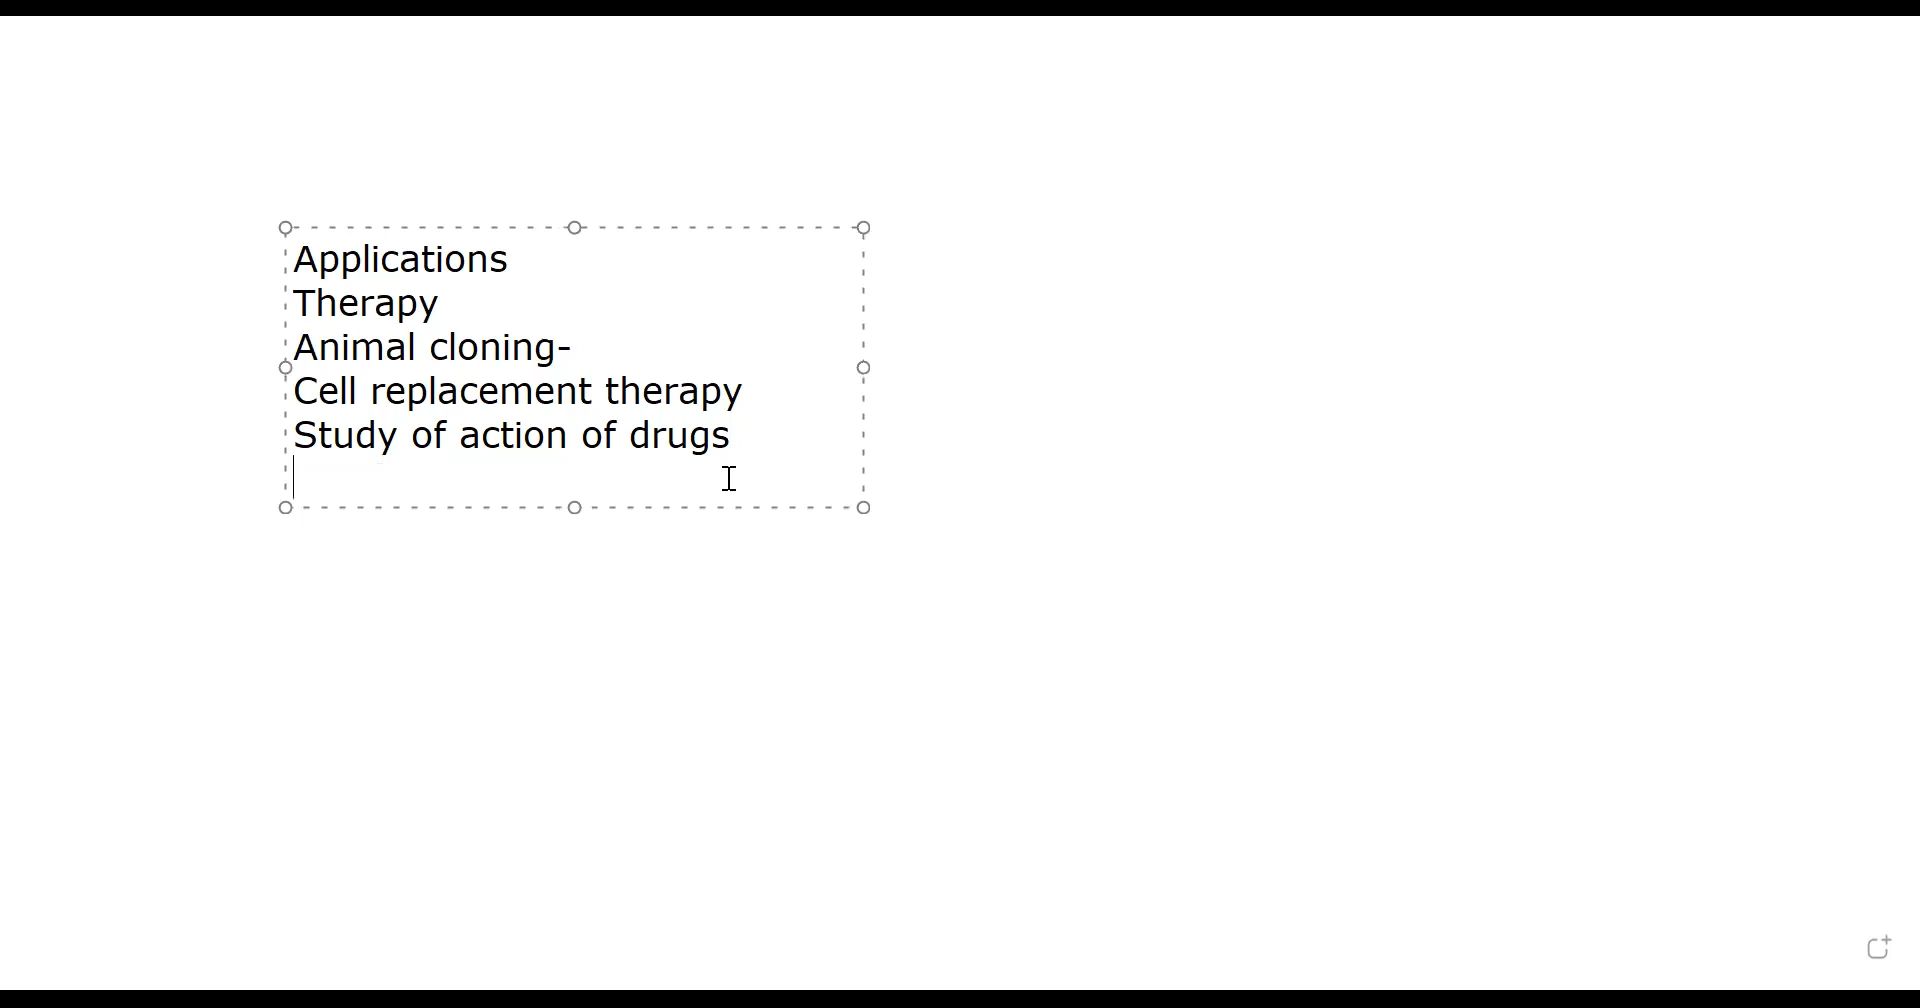 Applications
Therapy
Animal cloning-
Cell replacement therapy
Study of action of drugs